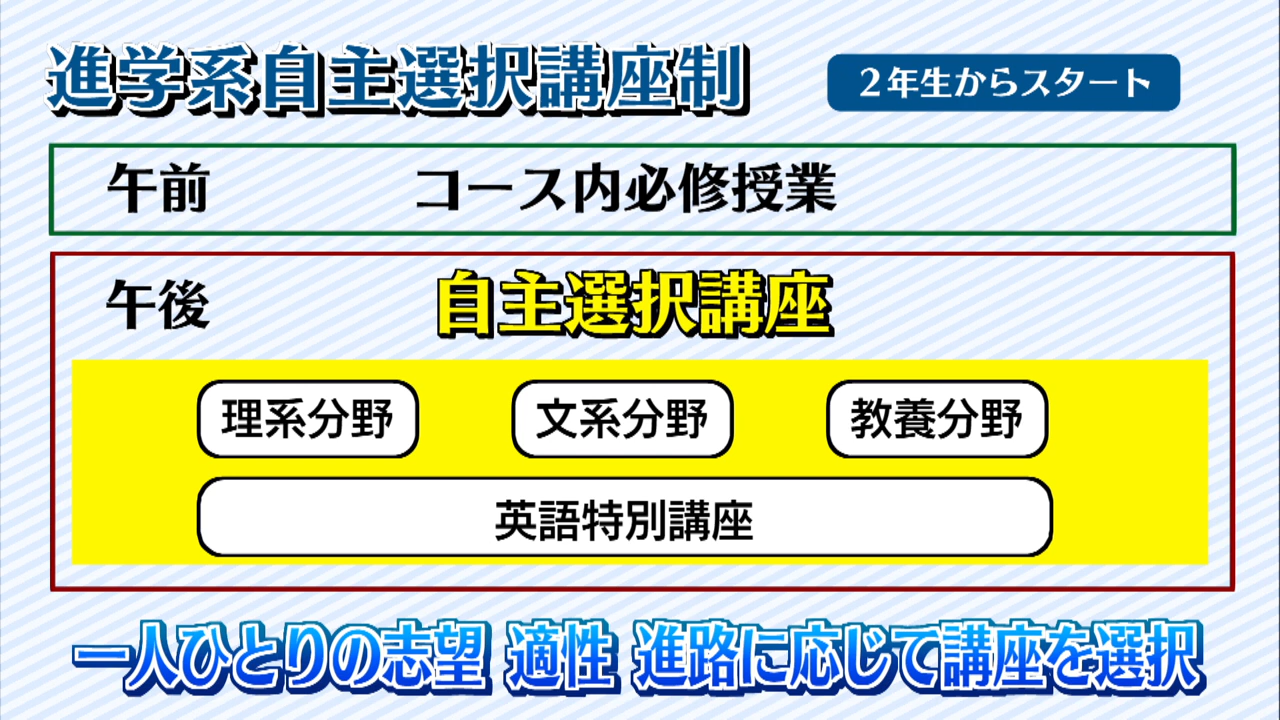 進学系自主選択講座制 ２年生からスタート
午前 コース内必修授業
午後 自主選択講座
理系分野 文系分野 教養分野
英語特別講座
一人ひとりの志望 適性 進路に応じて講座を選択